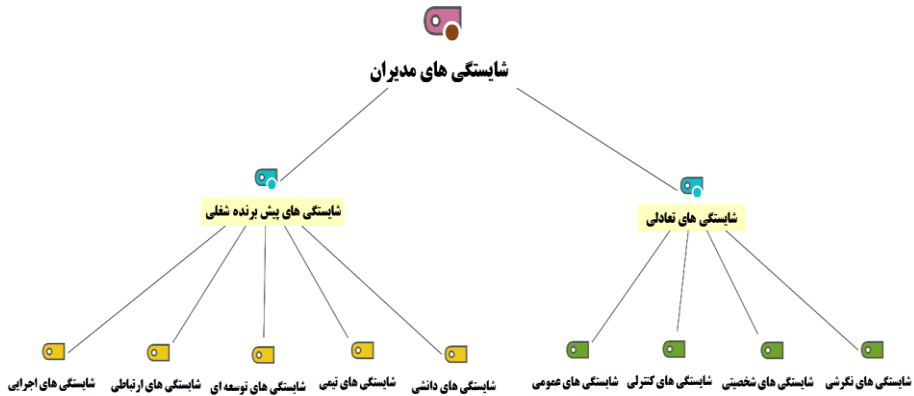 شایستگی های مدیران
شایستگی های تعادلی
شایستگی های پیش برنده شغلی
شایستگی های نگرشی
شایستگی های شخصیتی
شایستگی های کنترلی
شایستگی های عمومی
شایستگی های دانشی
شایستگی های تیمی
شایستگی های توسعه ای
شایستگی های ارتباطی
شایستگی های اجرایی